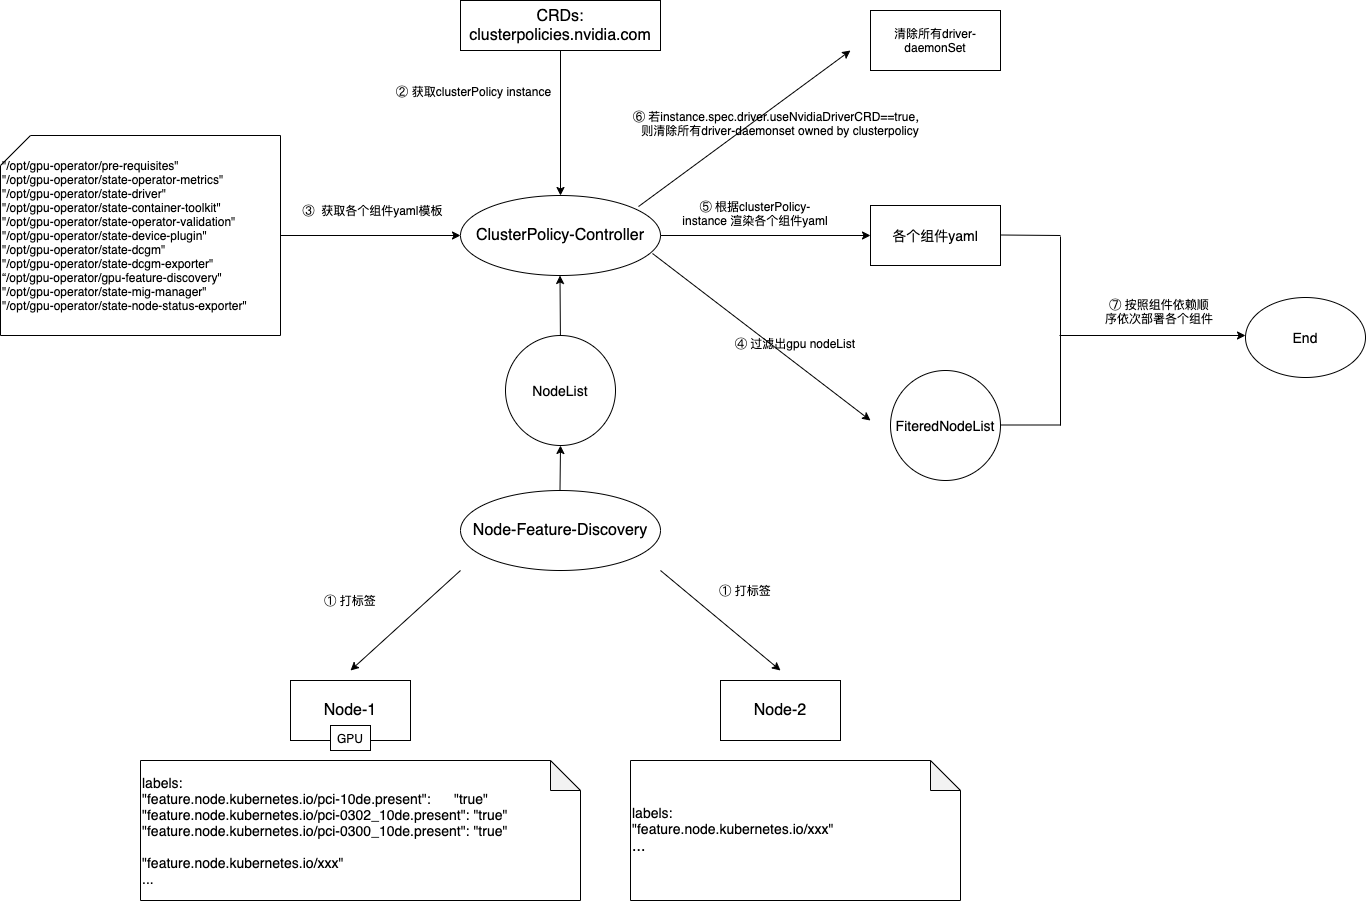 CRDs:
clusterpolicies.nvidia.com
清除所有driver-
daemonSet
② 获取clusterPolicy instance
⑥ 若instance.spec.driver.useNvidiaDriverCRD==true,
则清除所有driver-daemonset owned by clusterpolicy
"/opt/gpu-operator/pre-requisites"
"/opt/gpu-operator/state-operator-metrics"
"/opt/gpu-operator/state-driver"
"/opt/gpu-operator/state-container-toolkit"
"/opt/gpu-operator/state-operator-validation"
"/opt/gpu-operator/state-device-plugin"
"/opt/gpu-operator/state-dcgm"
"/opt/gpu-operator/state-dcgm-exporter"
“/opt/gpu-operator/gpu-feature-discovery"
"/opt/gpu-operator/state-mig-manager"
"/opt/gpu-operator/state-node-status-exporter"
③ 获取各个组件yaml模板
ClusterPolicy-Controller
⑤ 根据clusterPolicy-
instance 渲染各个组件yaml
各个组件yaml
⑦ 按照组件依赖顺
序依次部署各个组件
End
④ 过滤出gpu nodeList
NodeList
FiteredNodeList
Node-Feature-Discovery
① 打标签
① 打标签
Node-1
GPU
Node-2
labels:
"feature.node.kubernetes.io/pci-10de.present": "true"
"feature.node.kubernetes.io/pci-0302_10de.present": "true"
"feature.node.kubernetes.io/pci-0300_10de.present": "true"
"feature.node.kubernetes.io/xxx"
...
labels:
"feature.node.kubernetes.io/xxx"
...